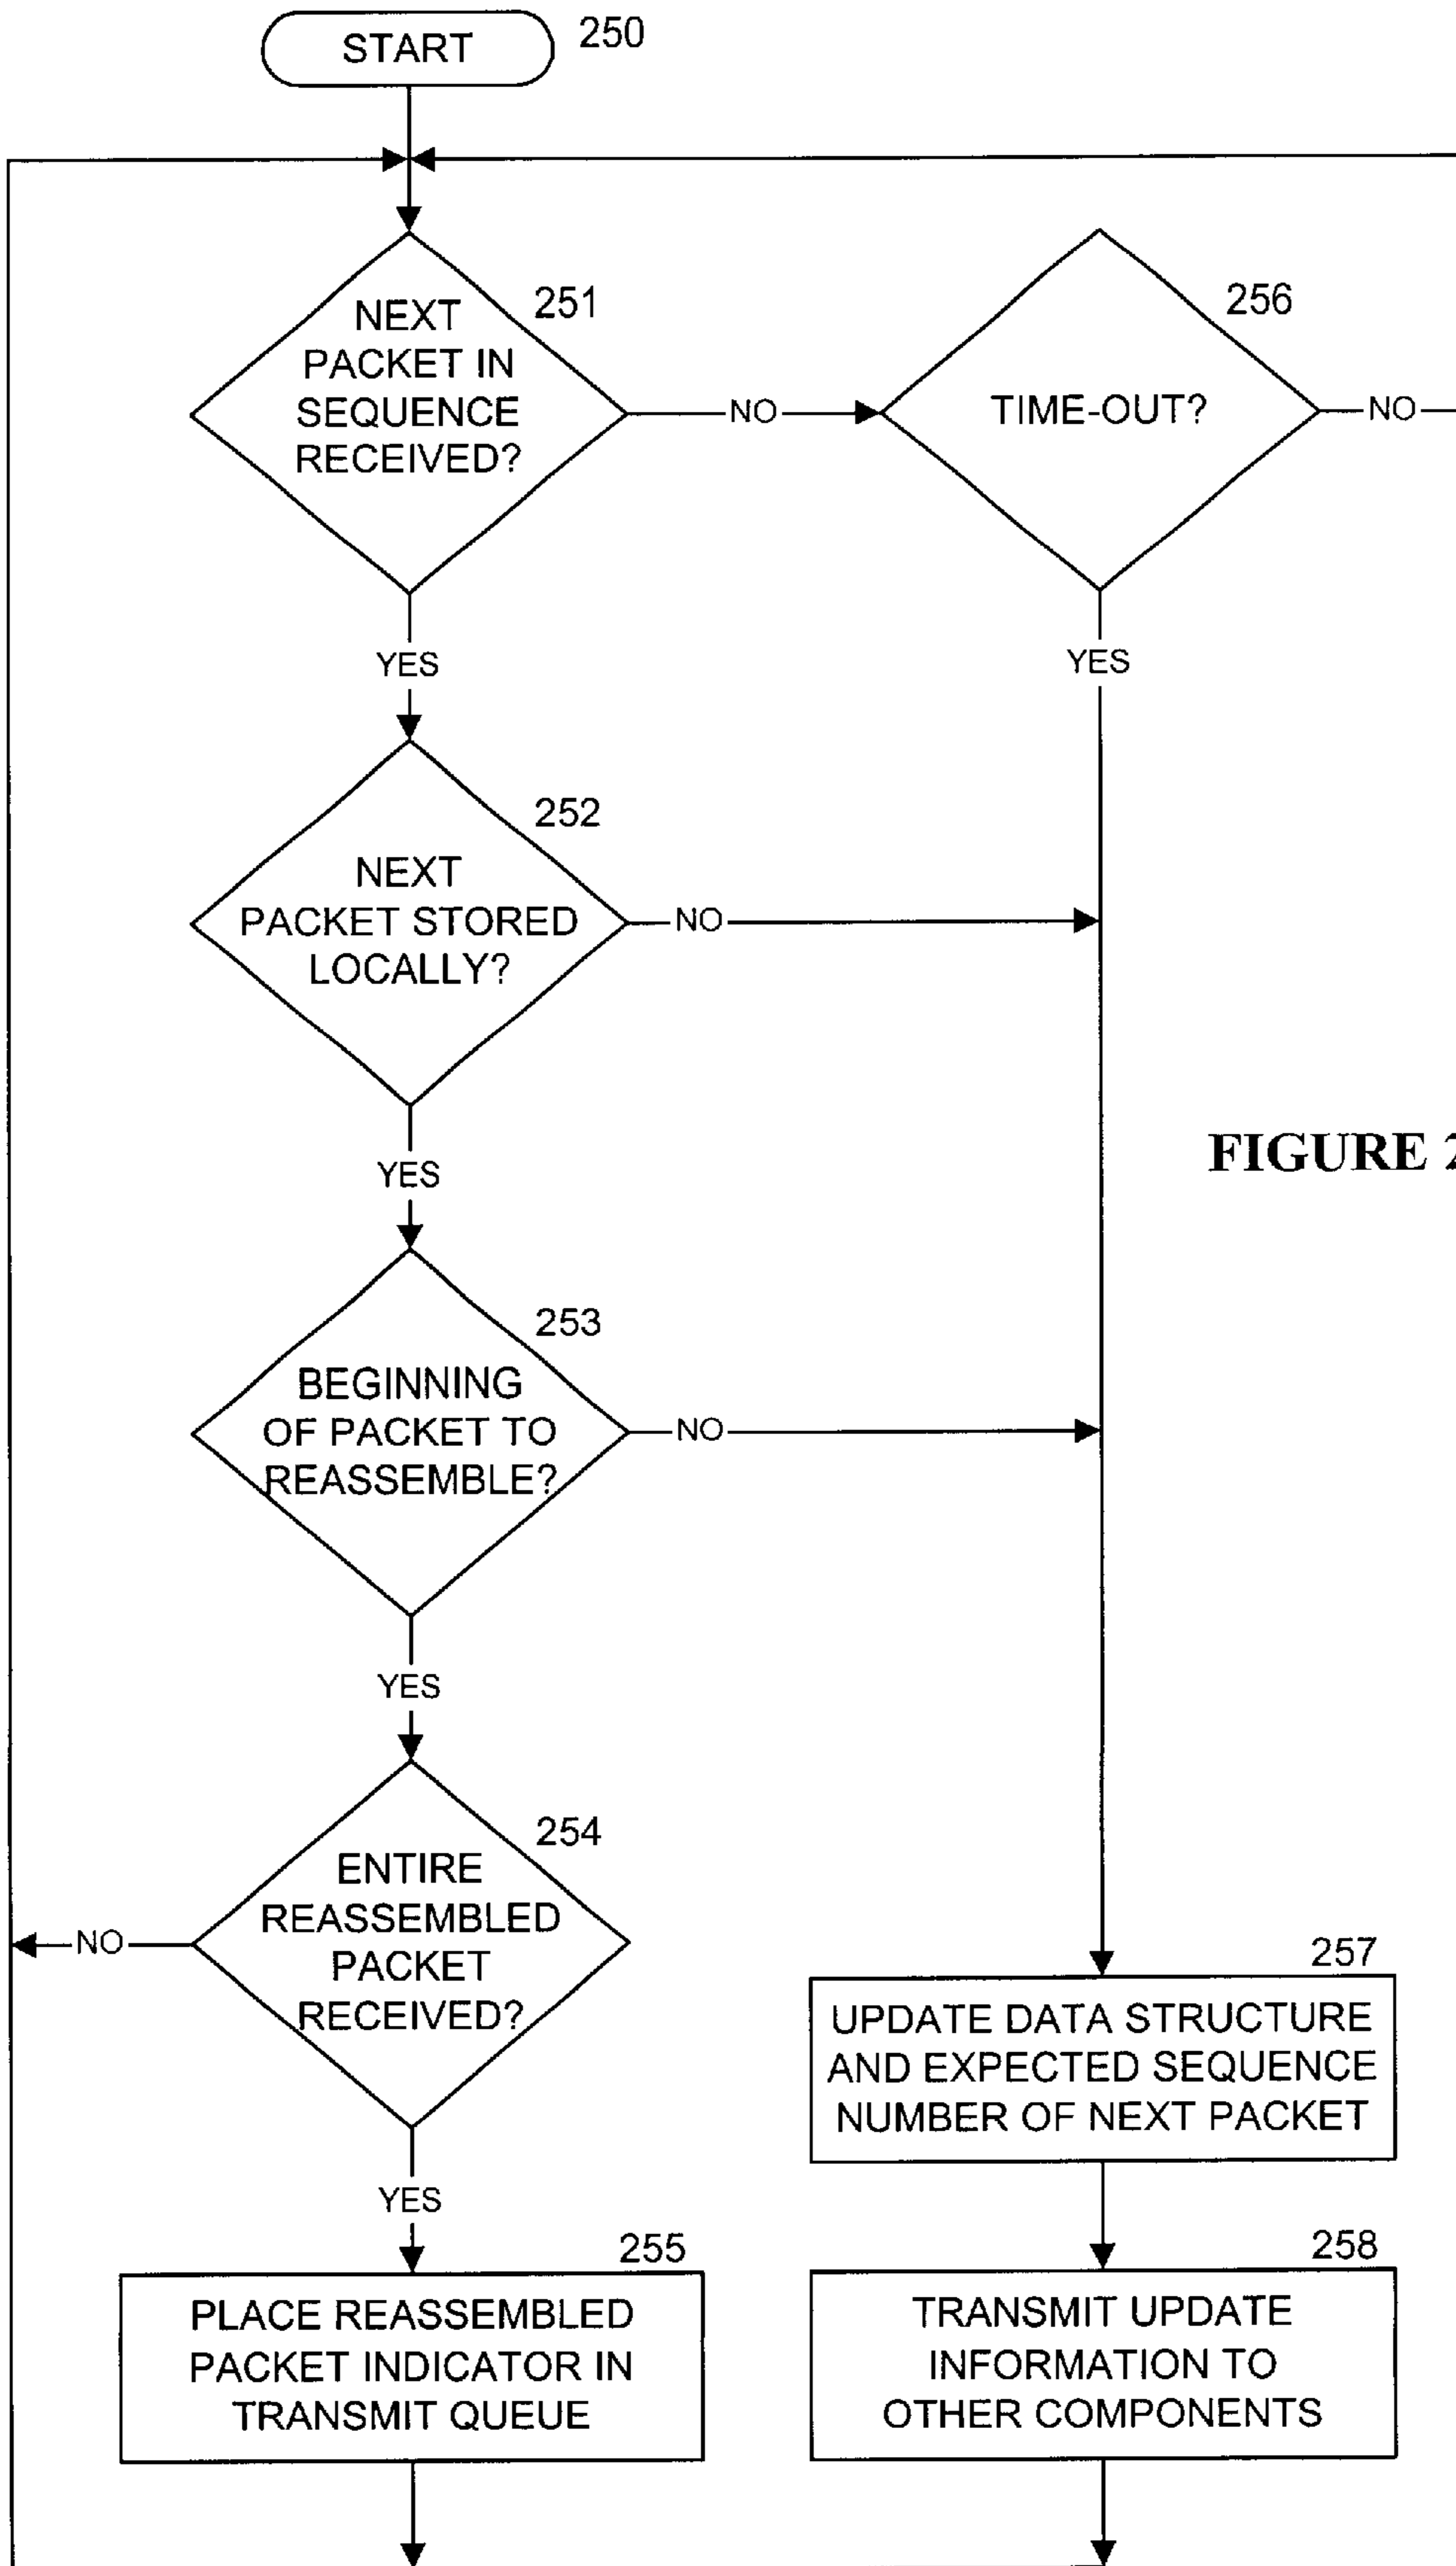 START
250
NEXT
PACKET IN
SEQUENCE
RECEIVED?
251
NO
TIME-OUT?
256
NO
YES
YES
NEXT
PACKET STORED
LOCALLY?
252
NO
YES
FIGURE 2
BEGINNING
OF PACKET TO
REASSEMBLE?
253
NO
YES
ENTIRE
REASSEMBLED
PACKET
RECEIVED?
254
NO
YES
257
UPDATE DATA STRUCTURE
AND EXPECTED SEQUENCE
NUMBER OF NEXT PACKET
255
PLACE REASSEMBLED
PACKET INDICATOR IN
TRANSMIT QUEUE
258
TRANSMIT UPDATE
INFORMATION TO
OTHER COMPONENTS